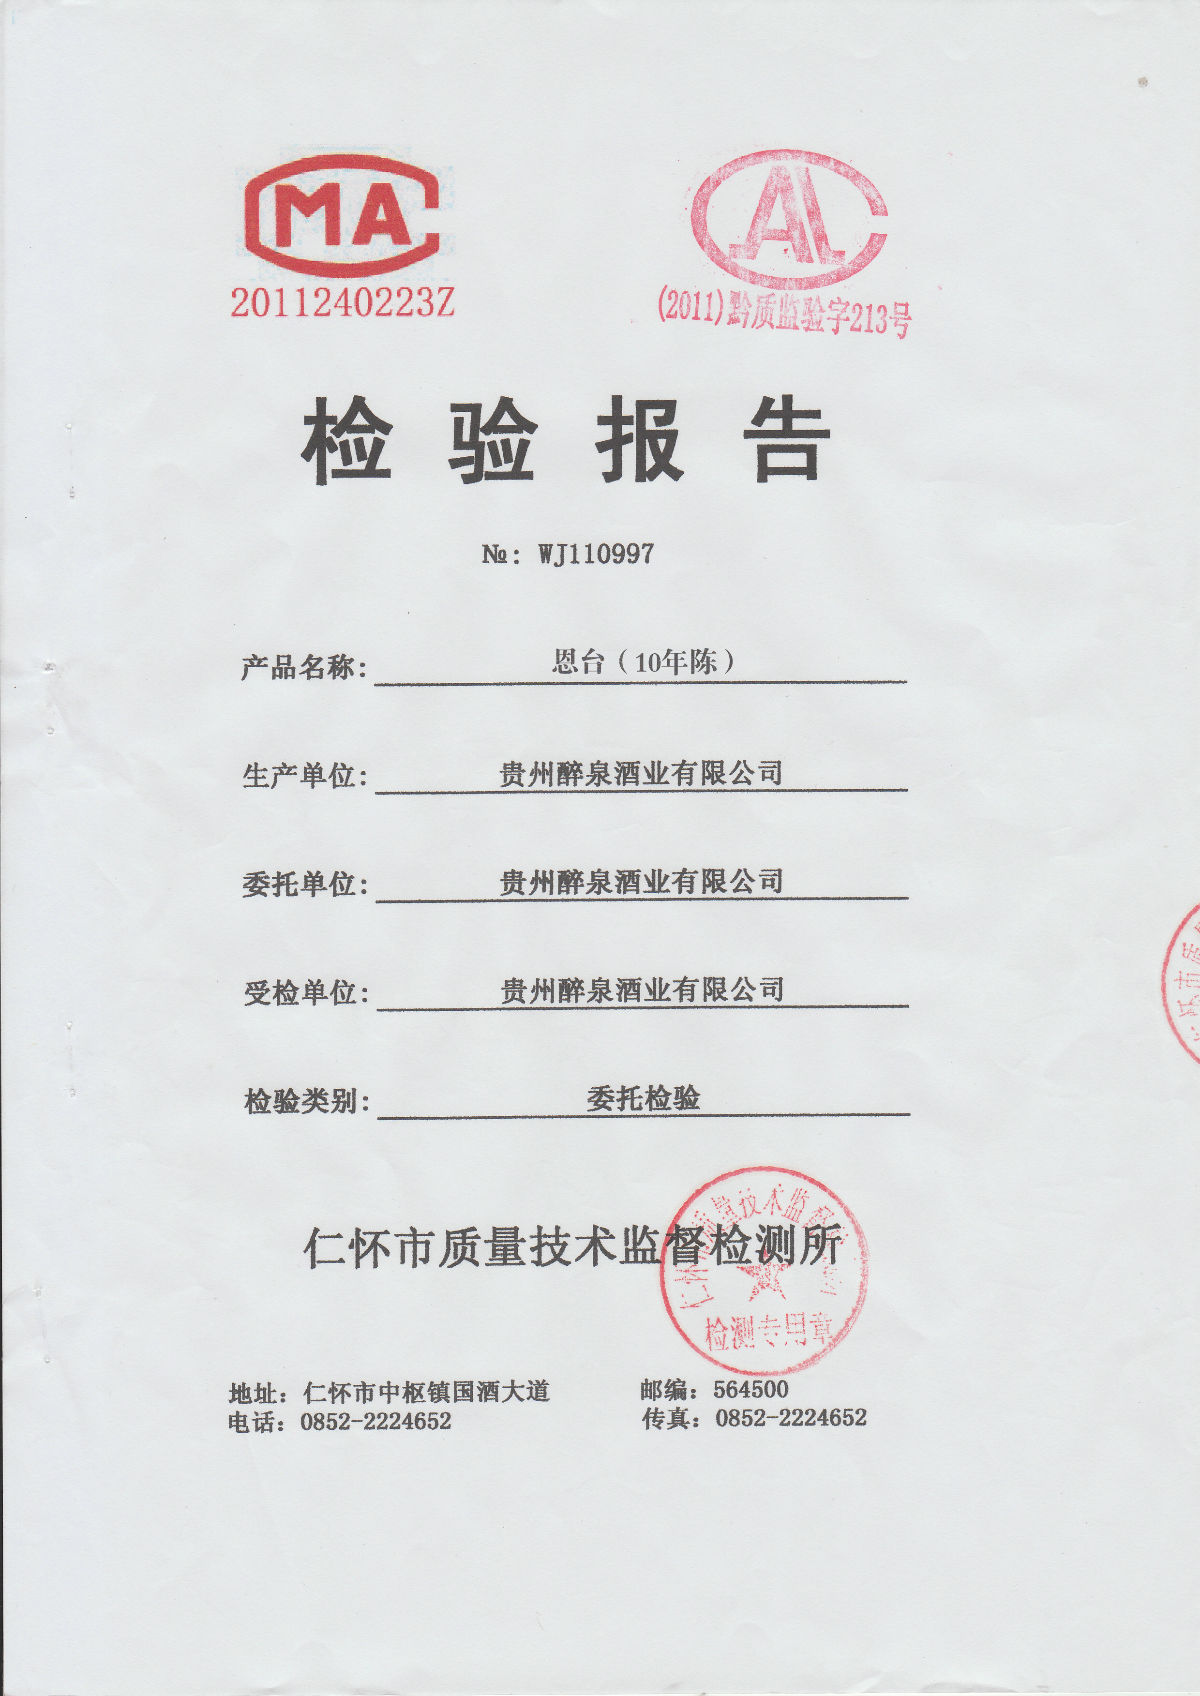 MA
2011240223Z
CAL
(2011)黔质监验字213号
检验报告
№: WJ110997
产品名称: 恩台（10年陈）
生产单位: 贵州醉泉酒业有限公司
委托单位: 贵州醉泉酒业有限公司
受检单位: 贵州醉泉酒业有限公司
检验类别: 委托检验
仁怀市质量技术监督检测所
检测专用章
地址: 仁怀市中枢镇国酒大道 邮编: 564500
电话: 0852-2224652 传真: 0852-2224652